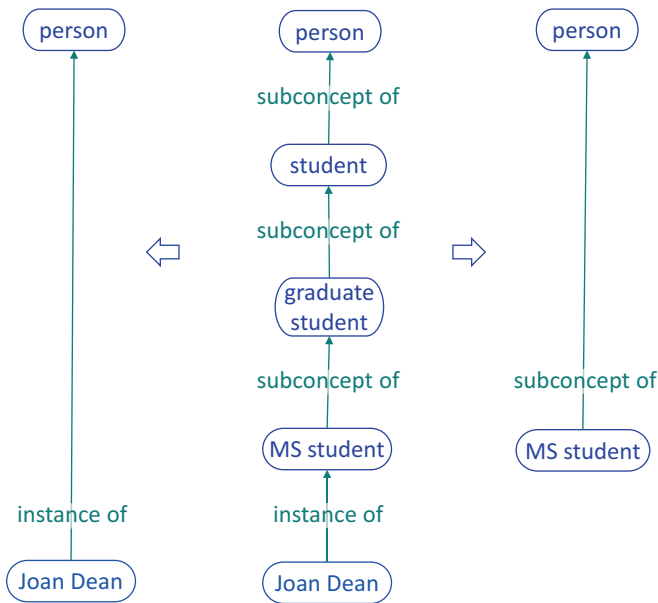 person
person
person
subconcept of
student
subconcept of
graduate
student
subconcept of
subconcept of
MS student
MS student
instance of
instance of
Joan Dean
Joan Dean